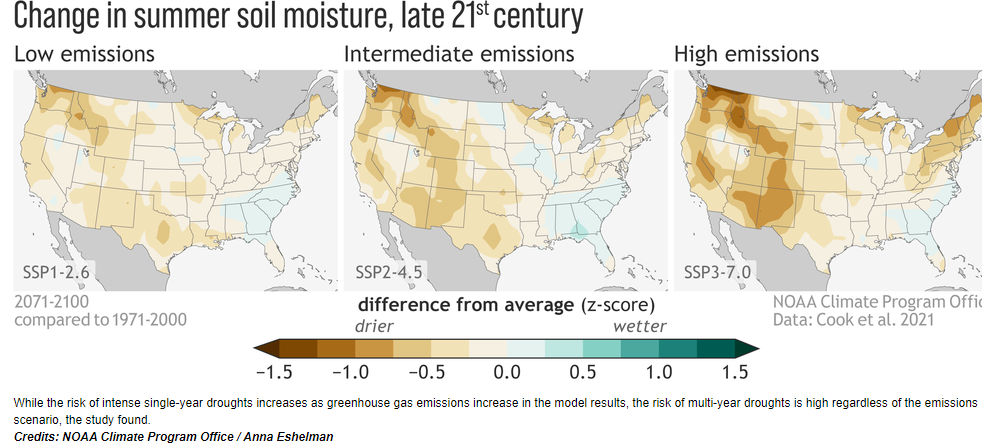 Change in summer soil moisture, late 21st century
Low emissions
Intermediate emissions
High emissions
SSP1-2.6
SSP2-4.5
SSP3-7.0
2071-2100
compared to 1971-2000
difference from average (z-score)
drier
wetter
NOAA Climate Program Offic
Data: Cook et al. 2021
−1.5 −1.0 −0.5 0.0 0.5 1.0 1.5
While the risk of intense single-year droughts increases as greenhouse gas emissions increase in the model results, the risk of multi-year droughts is high regardless of the emissions
scenario, the study found.
Credits: NOAA Climate Program Office / Anna Eshelman